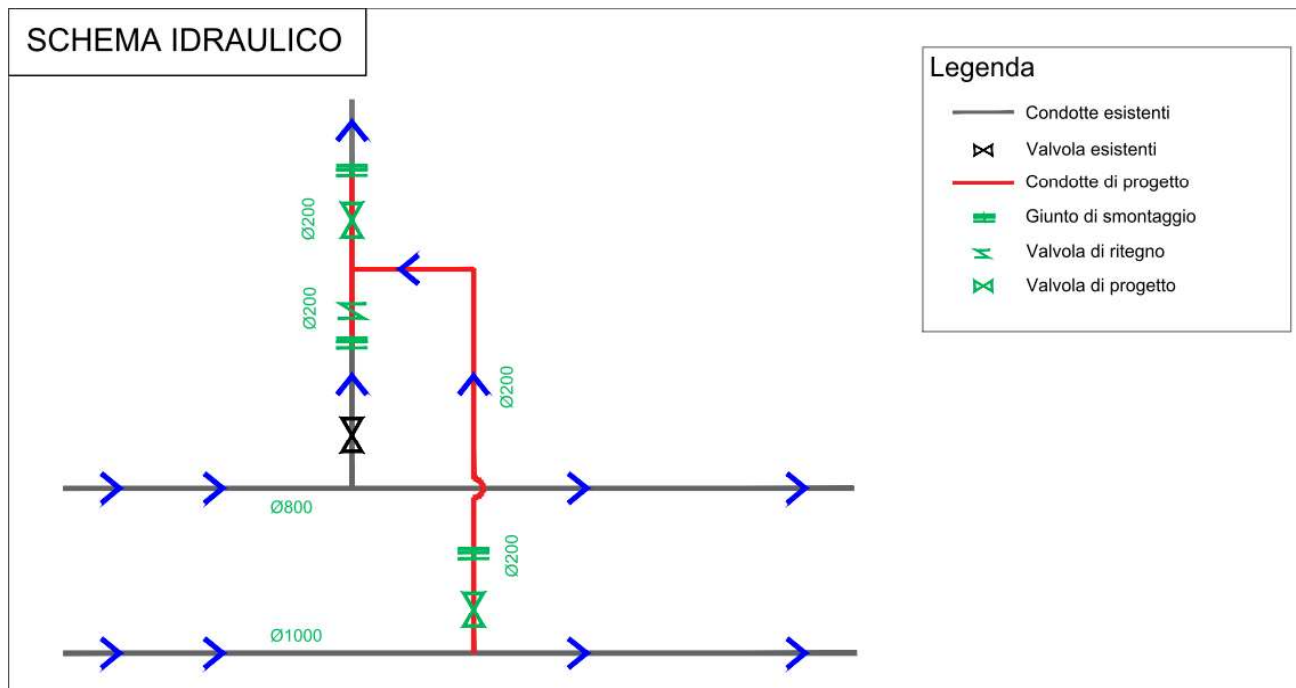 SCHEMA IDRAULICO
Legenda
Condotte esistenti
Valvola esistenti
Condotte di progetto
Giunto di smontaggio
Valvola di ritegno
Valvola di progetto
Ø200
Ø200
Ø200
Ø800
Ø200
Ø1000